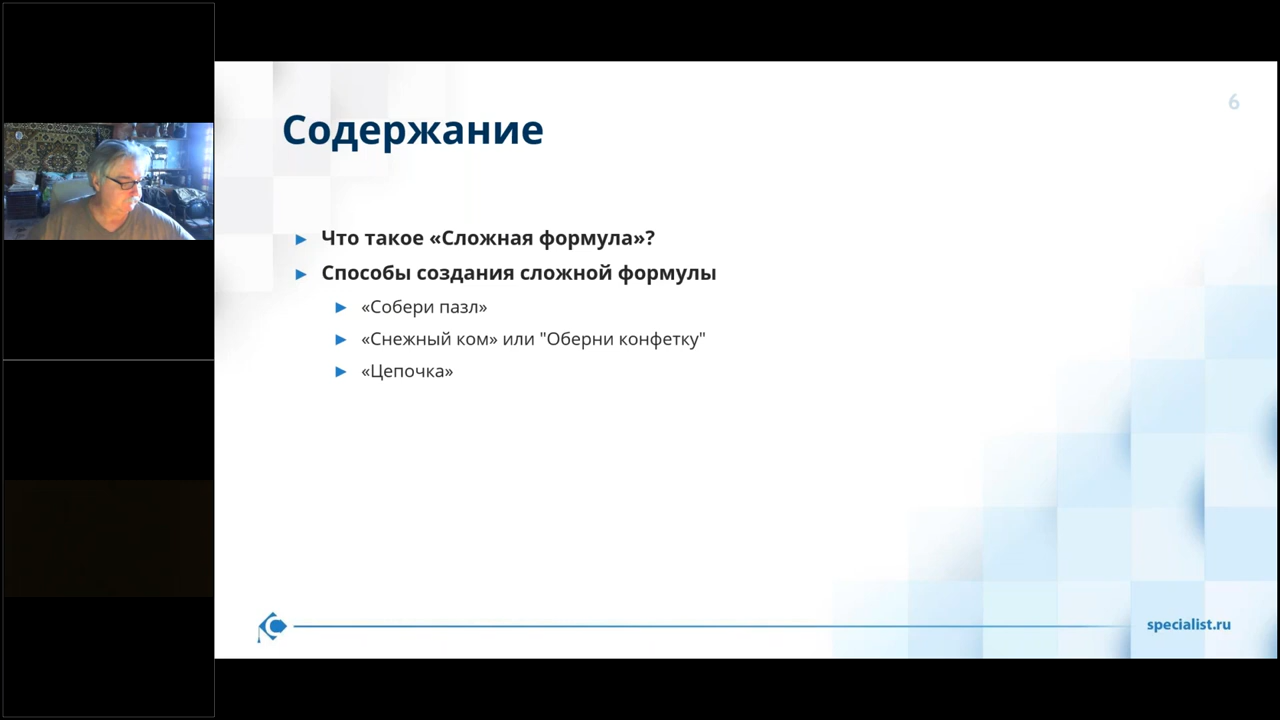 6
Содержание
Что такое «Сложная формула»?
Способы создания сложной формулы
«Собери пазл»
«Снежный ком» или "Оберни конфетку"
«Цепочка»
specialist.ru